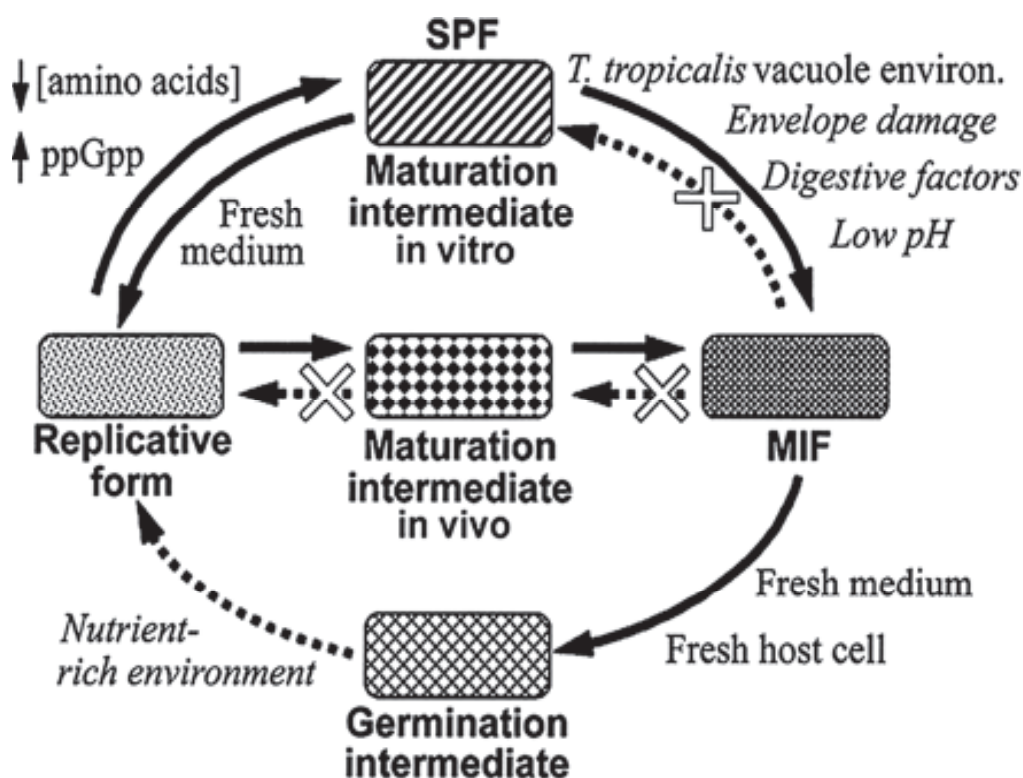 SPF
[amino acids]
ppGpp
T. tropicalis vacuole environ.
Envelope damage
Digestive factors
Low pH
Maturation
intermediate
in vitro
Fresh
medium
Replicative
form
Maturation
intermediate
in vivo
MIF
Fresh medium
Fresh host cell
Nutrient-
rich environment
Germination
intermediate